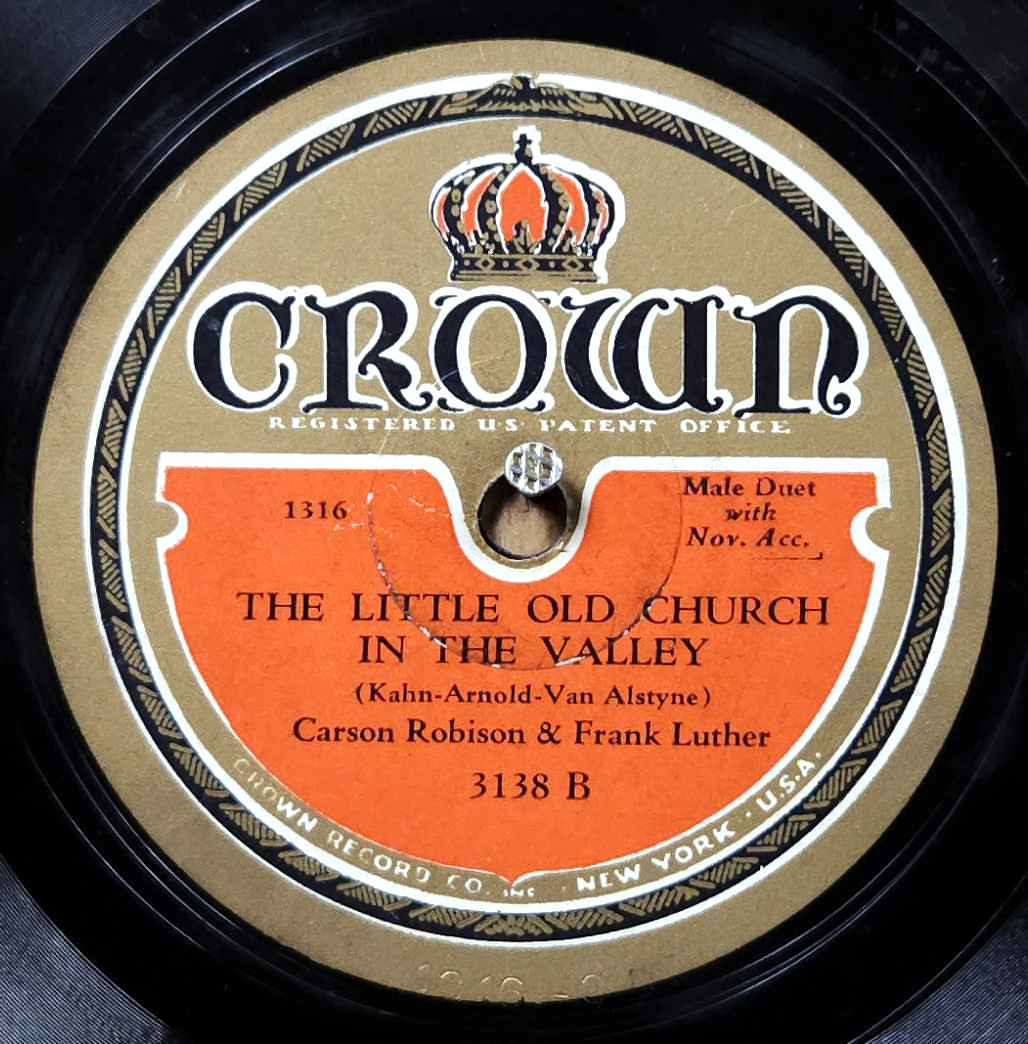 CROWN
REGISTERED U·S· PATENT OFFICE
1316
Male Duet
with
Nov. Acc.
THE LITTLE OLD CHURCH
IN THE VALLEY
(Kahn-Arnold-Van Alstyne)
Carson Robison & Frank Luther
3138 B
CROWN RECORD CO. INC. · NEW YORK · U.S.A.
1316